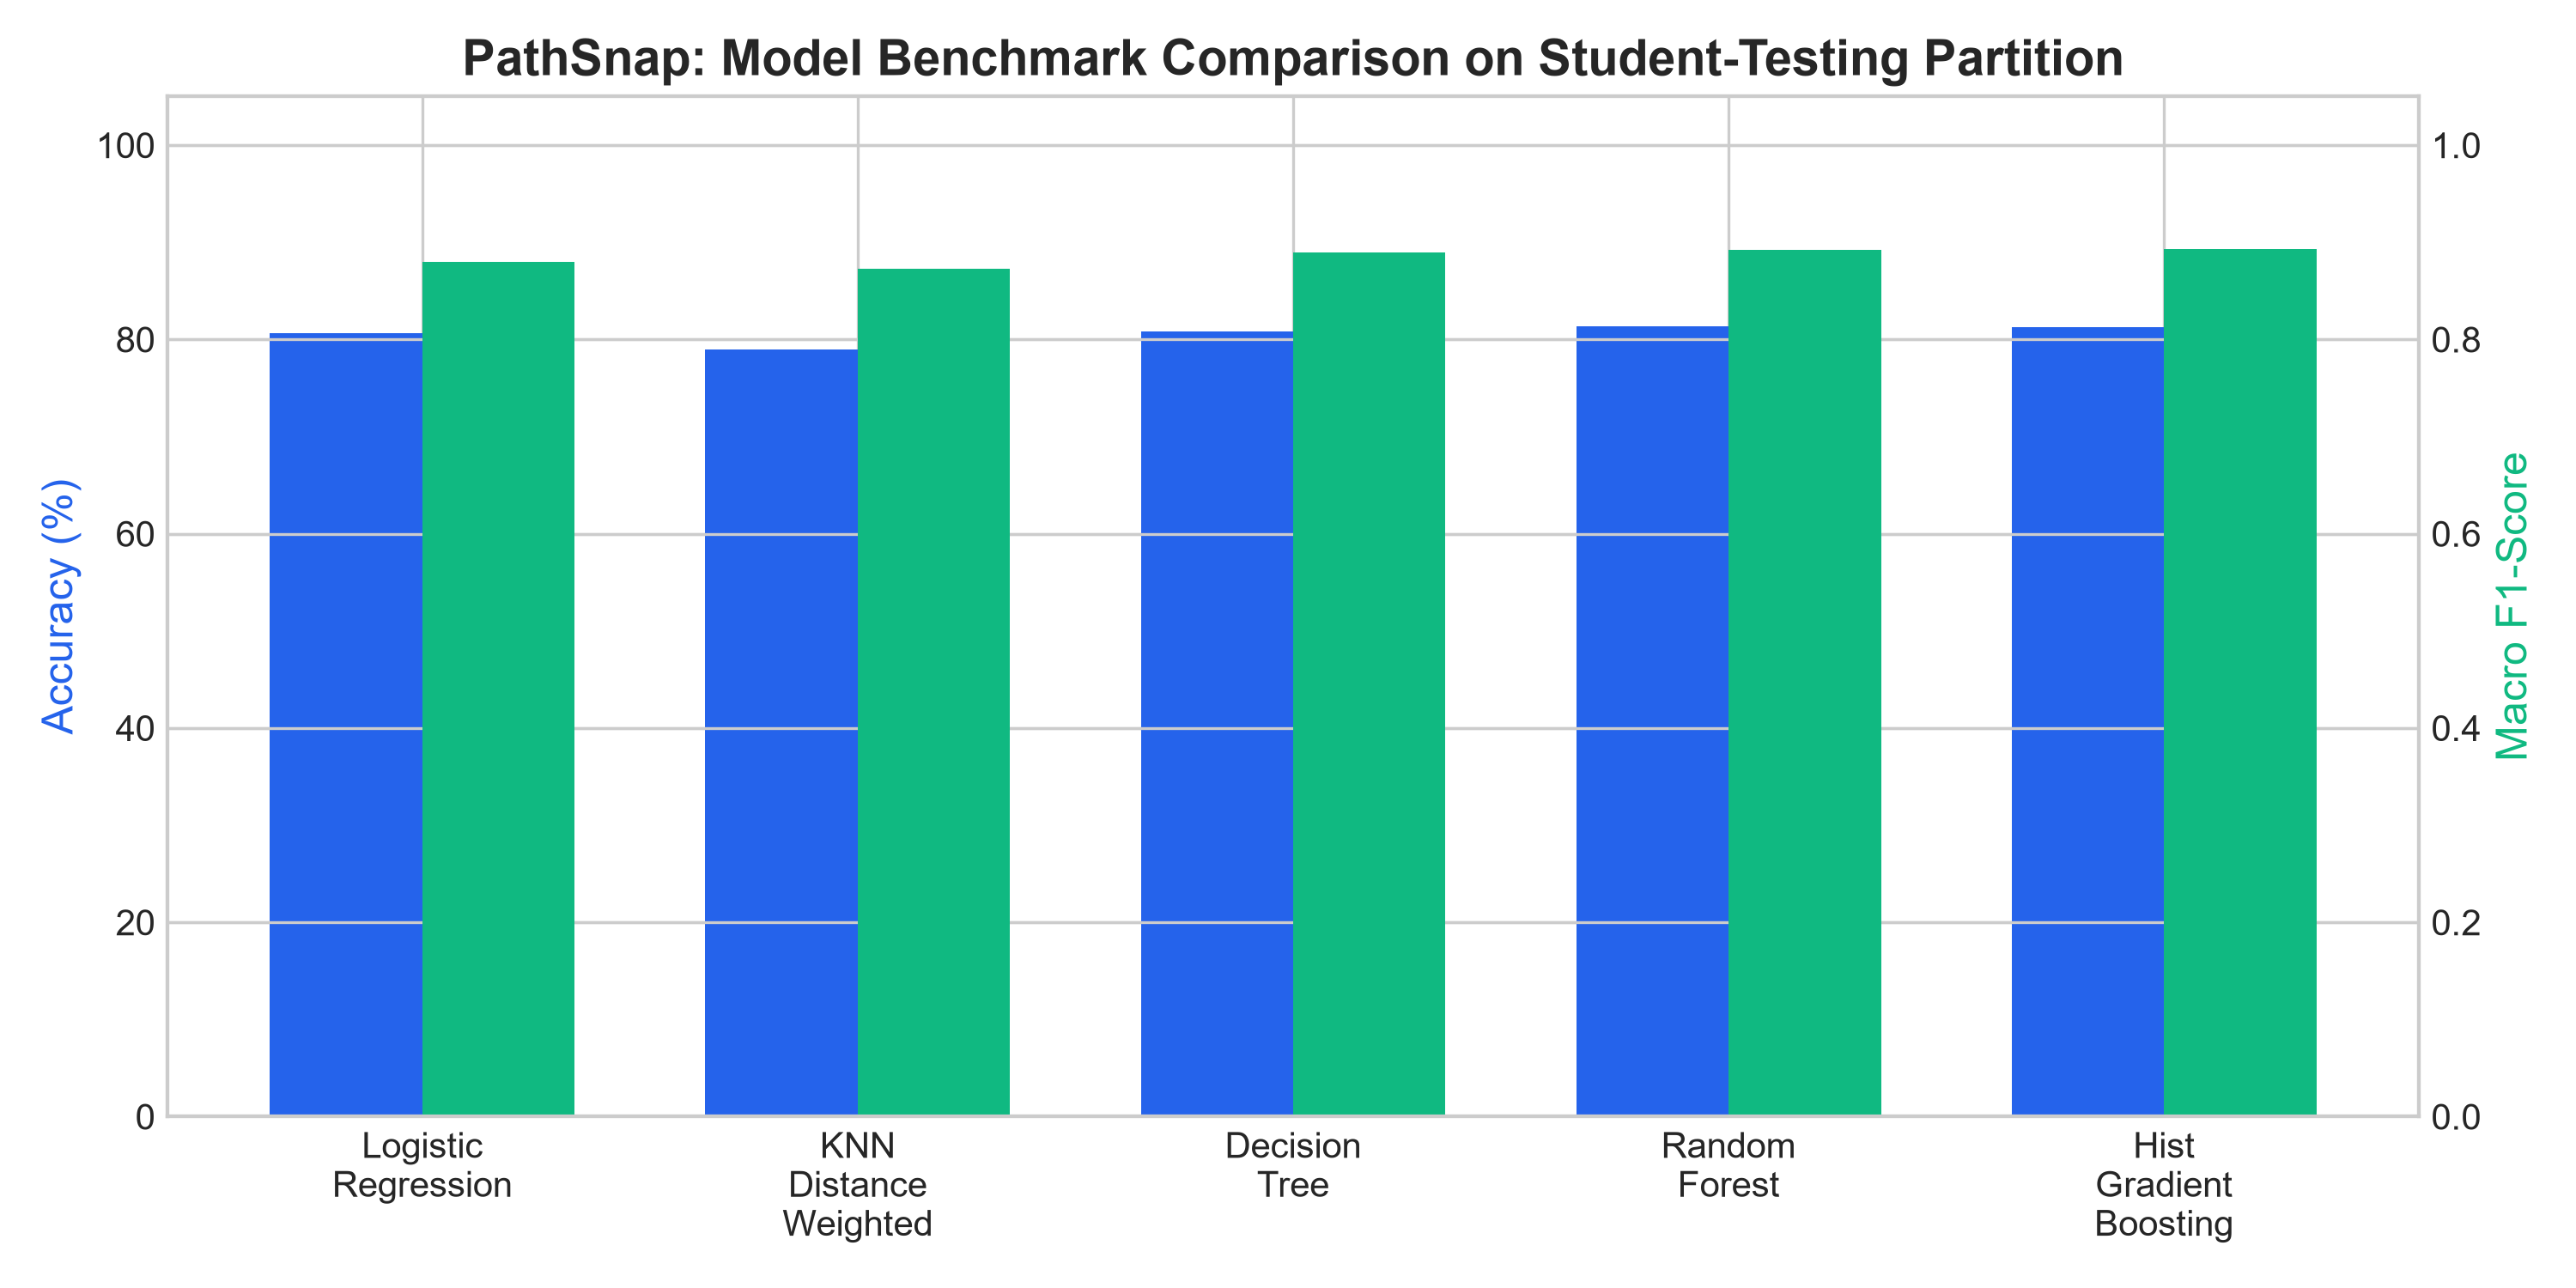 PathSnap: Model Benchmark Comparison on Student-Testing Partition
Accuracy (%)
100
80
60
40
20
0
1.0
0.8
0.6
0.4
0.2
0.0
Macro F1-Score
Logistic
Regression
KNN
Distance
Weighted
Decision
Tree
Random
Forest
Hist
Gradient
Boosting